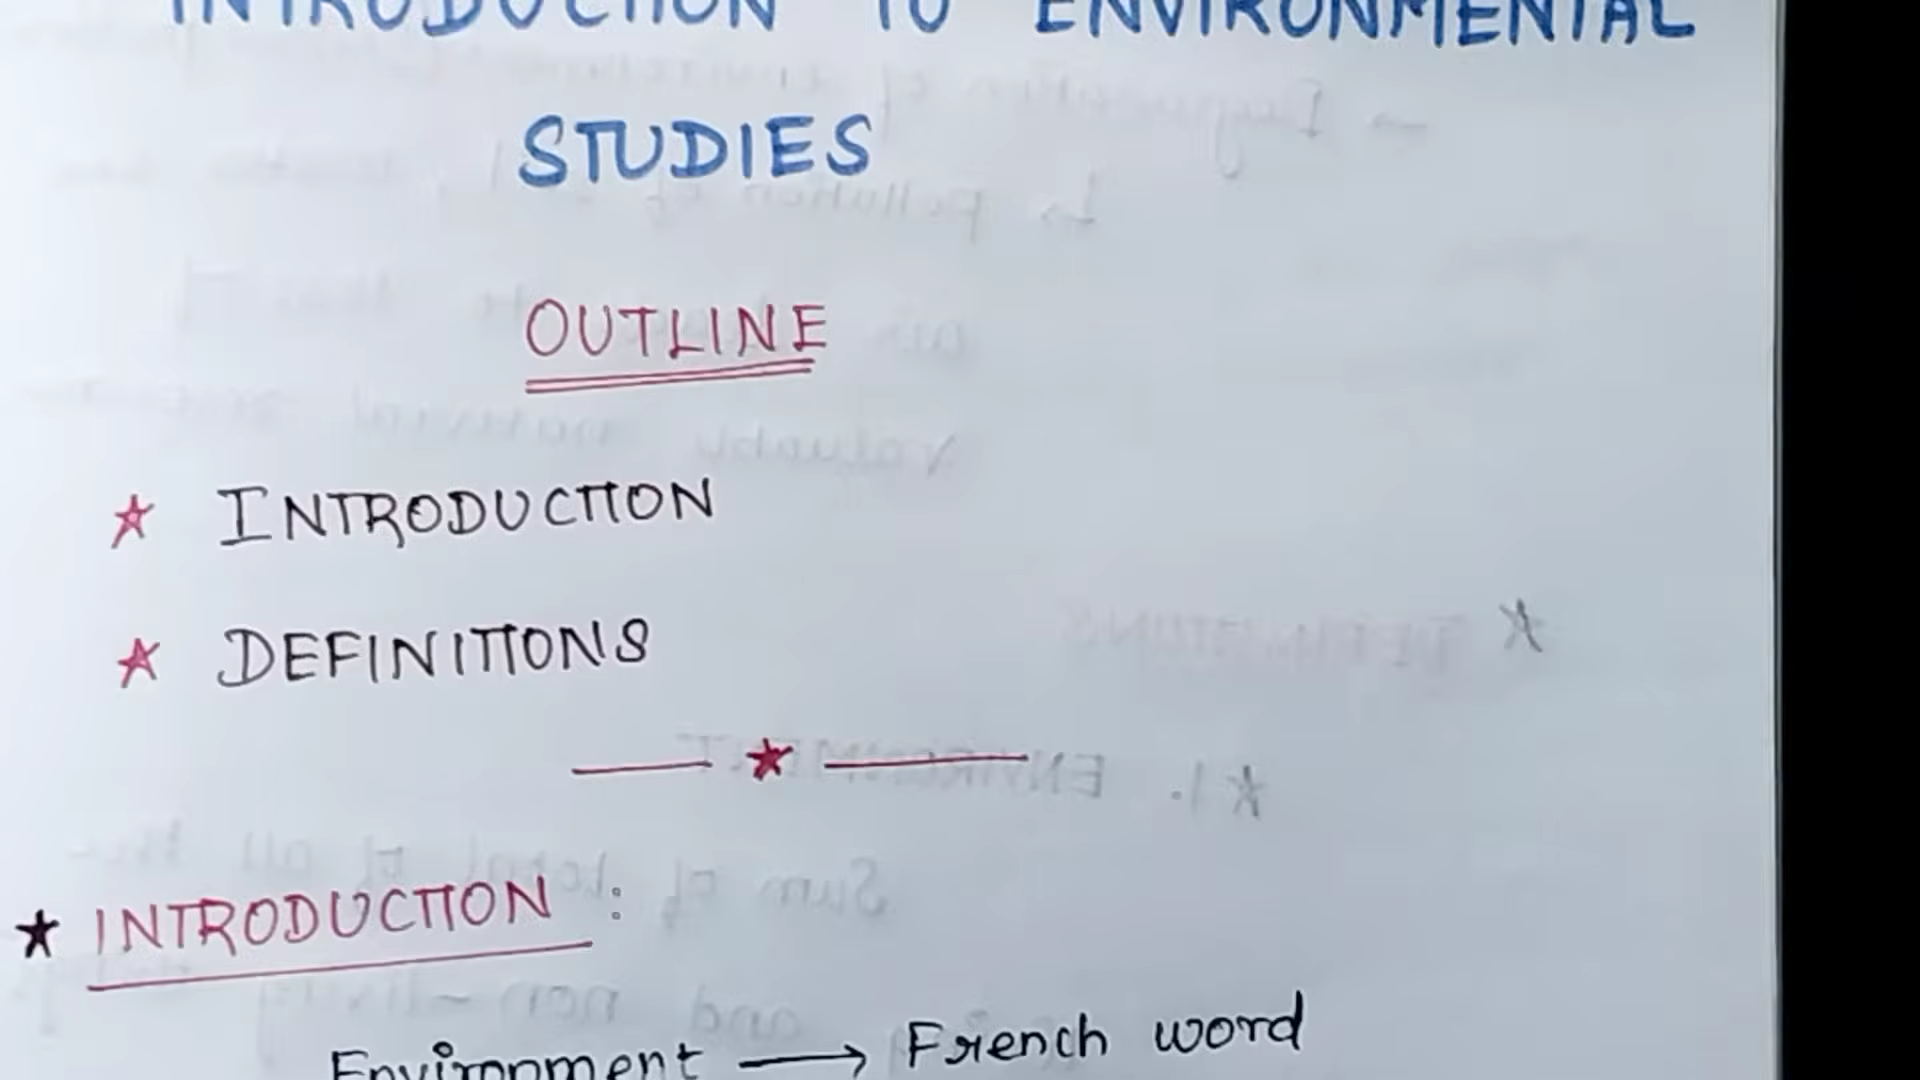 INTRODUCTION TO ENVIRONMENTAL
STUDIES
OUTLINE
★ INTRODUCTION
★ DEFINITIONS
★
★ INTRODUCTION :
Environment → French word